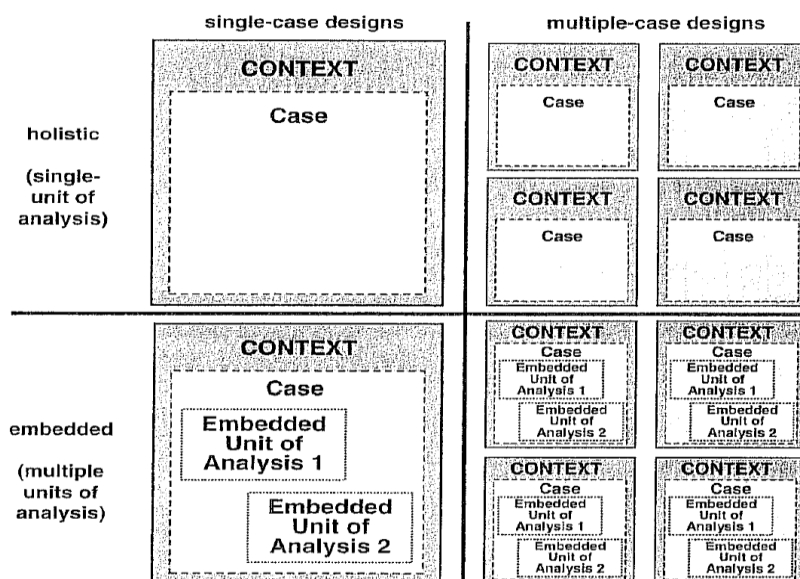 single-case designs
multiple-case designs
holistic
(single-
unit of
analysis)
CONTEXT
Case
CONTEXT
Case
CONTEXT
Case
CONTEXT
Case
CONTEXT
Case
embedded
(multiple
units of
analysis)
CONTEXT
Case
Embedded
Unit of
Analysis 1
Embedded
Unit of
Analysis 2
CONTEXT
Case
Embedded
Unit of
Analysis 1
Embedded
Unit of
Analysis 2
CONTEXT
Case
Embedded
Unit of
Analysis 1
Embedded
Unit of
Analysis 2
CONTEXT
Case
Embedded
Unit of
Analysis 1
Embedded
Unit of
Analysis 2
CONTEXT
Case
Embedded
Unit of
Analysis 1
Embedded
Unit of
Analysis 2